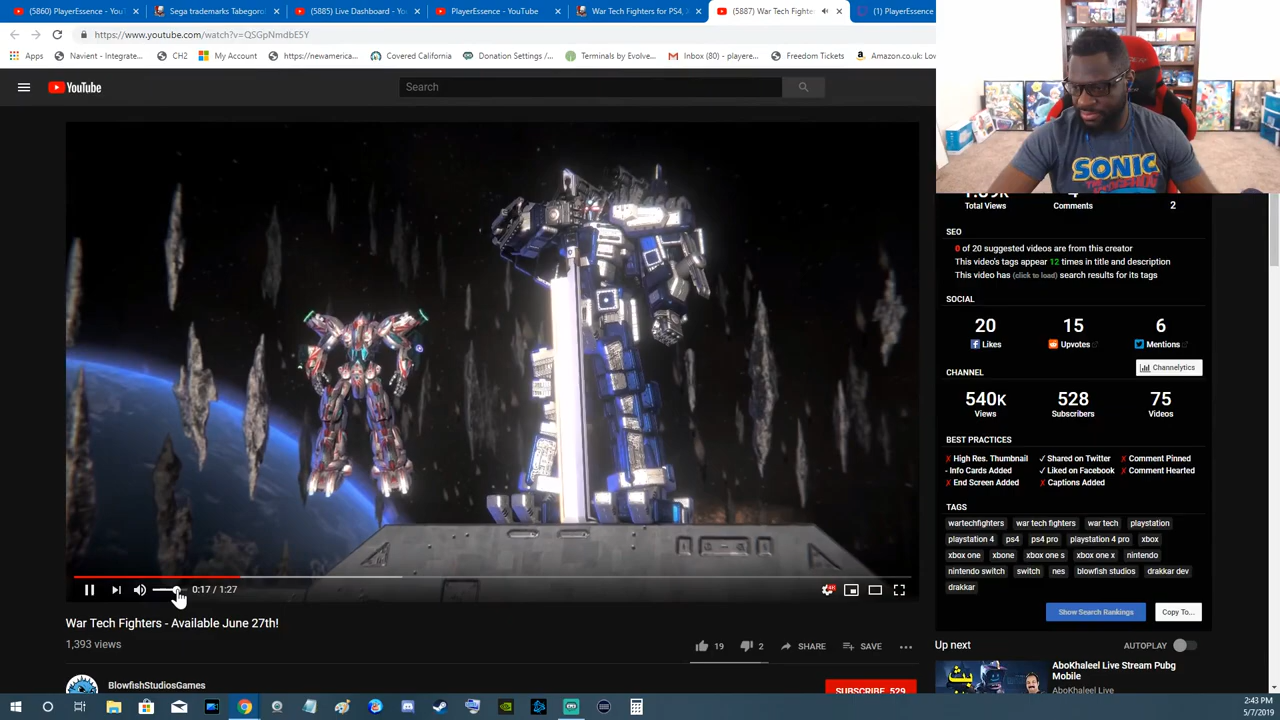 (5860) PlayerEssence - You
Sega trademarks Tabegoro
(5885) Live Dashboard - You
PlayerEssence - YouTube
War Tech Fighters for PS4, X
(5887) War Tech Fighte
(1) PlayerEssence
https://www.youtube.com/watch?v=QSGpNmdbE5Y
Apps
Navient - Integrate...
CH2
My Account
https://newamerica...
Covered California
Donation Settings /...
Terminals by Evolve...
Inbox (80) - playere...
Freedom Tickets
Amazon.co.uk: Low
YouTube
Search
SONIC
THE HEDGEHOG
Total Views
Comments
2
SEO
0 of 20 suggested videos are from this creator
This video's tags appear 12 times in title and description
This video has (click to load) search results for its tags
SOCIAL
20 15 6
Likes Upvotes Mentions
Channelytics
CHANNEL
540K 528 75
Views Subscribers Videos
BEST PRACTICES
✗ High Res. Thumbnail ✓ Shared on Twitter ✗ Comment Pinned
- Info Cards Added ✓ Liked on Facebook ✗ Comment Hearted
✗ End Screen Added ✗ Captions Added
TAGS
wartechfighters war tech fighters war tech playstation
playstation 4 ps4 ps4 pro playstation 4 pro xbox
xbox one xbone xbox one s xbox one x nintendo
nintendo switch switch nes blowfish studios drakkar dev
drakkar
Show Search Rankings Copy To...
0:17 / 1:27
War Tech Fighters - Available June 27th!
1,393 views
19 2 SHARE SAVE
BlowfishStudiosGames
SUBSCRIBE 529
Up next
AUTOPLAY
AboKhaleel Live Stream Pubg
Mobile
AboKhaleel Live
2:43 PM
5/7/2019